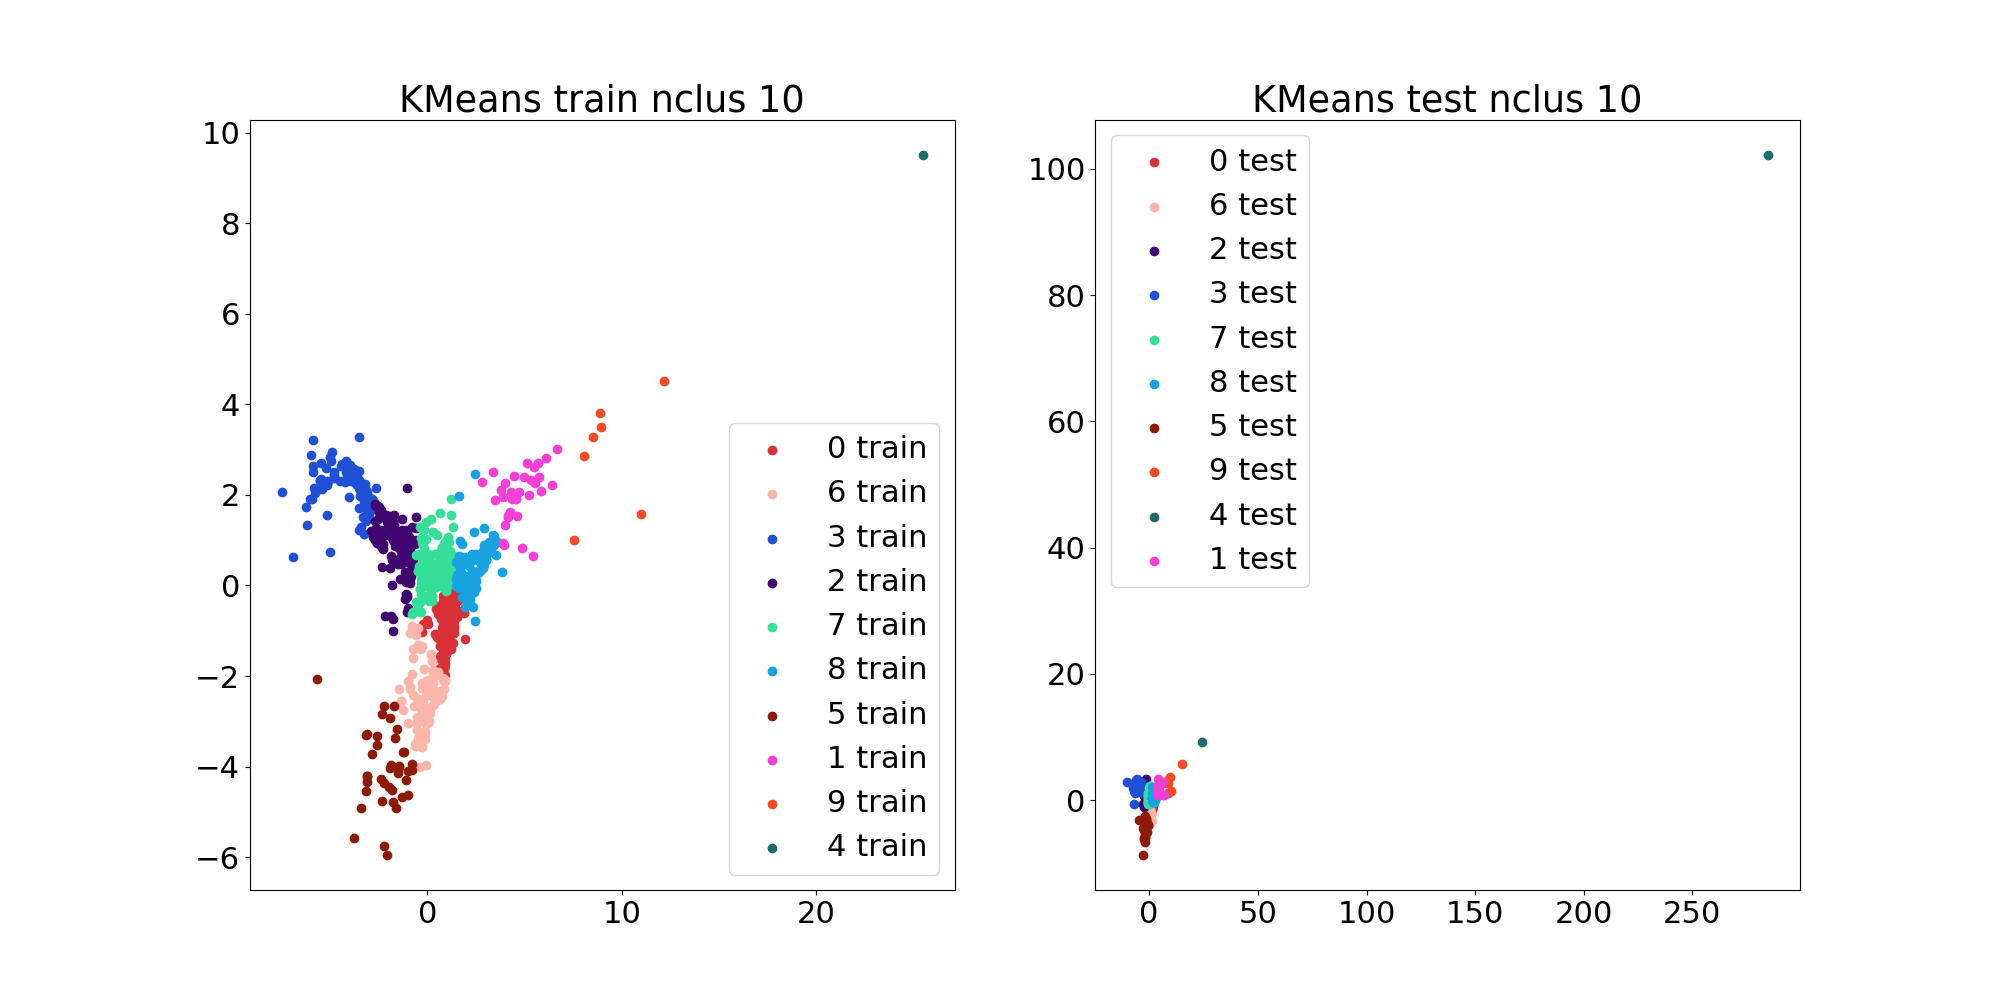 KMeans train nclus 10
10
8
6
4
2
0
−2
−4
−6
0
10
20
0 train
6 train
3 train
2 train
7 train
8 train
5 train
1 train
9 train
4 train
KMeans test nclus 10
100
80
60
40
20
0
0
50
100
150
200
250
0 test
6 test
2 test
3 test
7 test
8 test
5 test
9 test
4 test
1 test